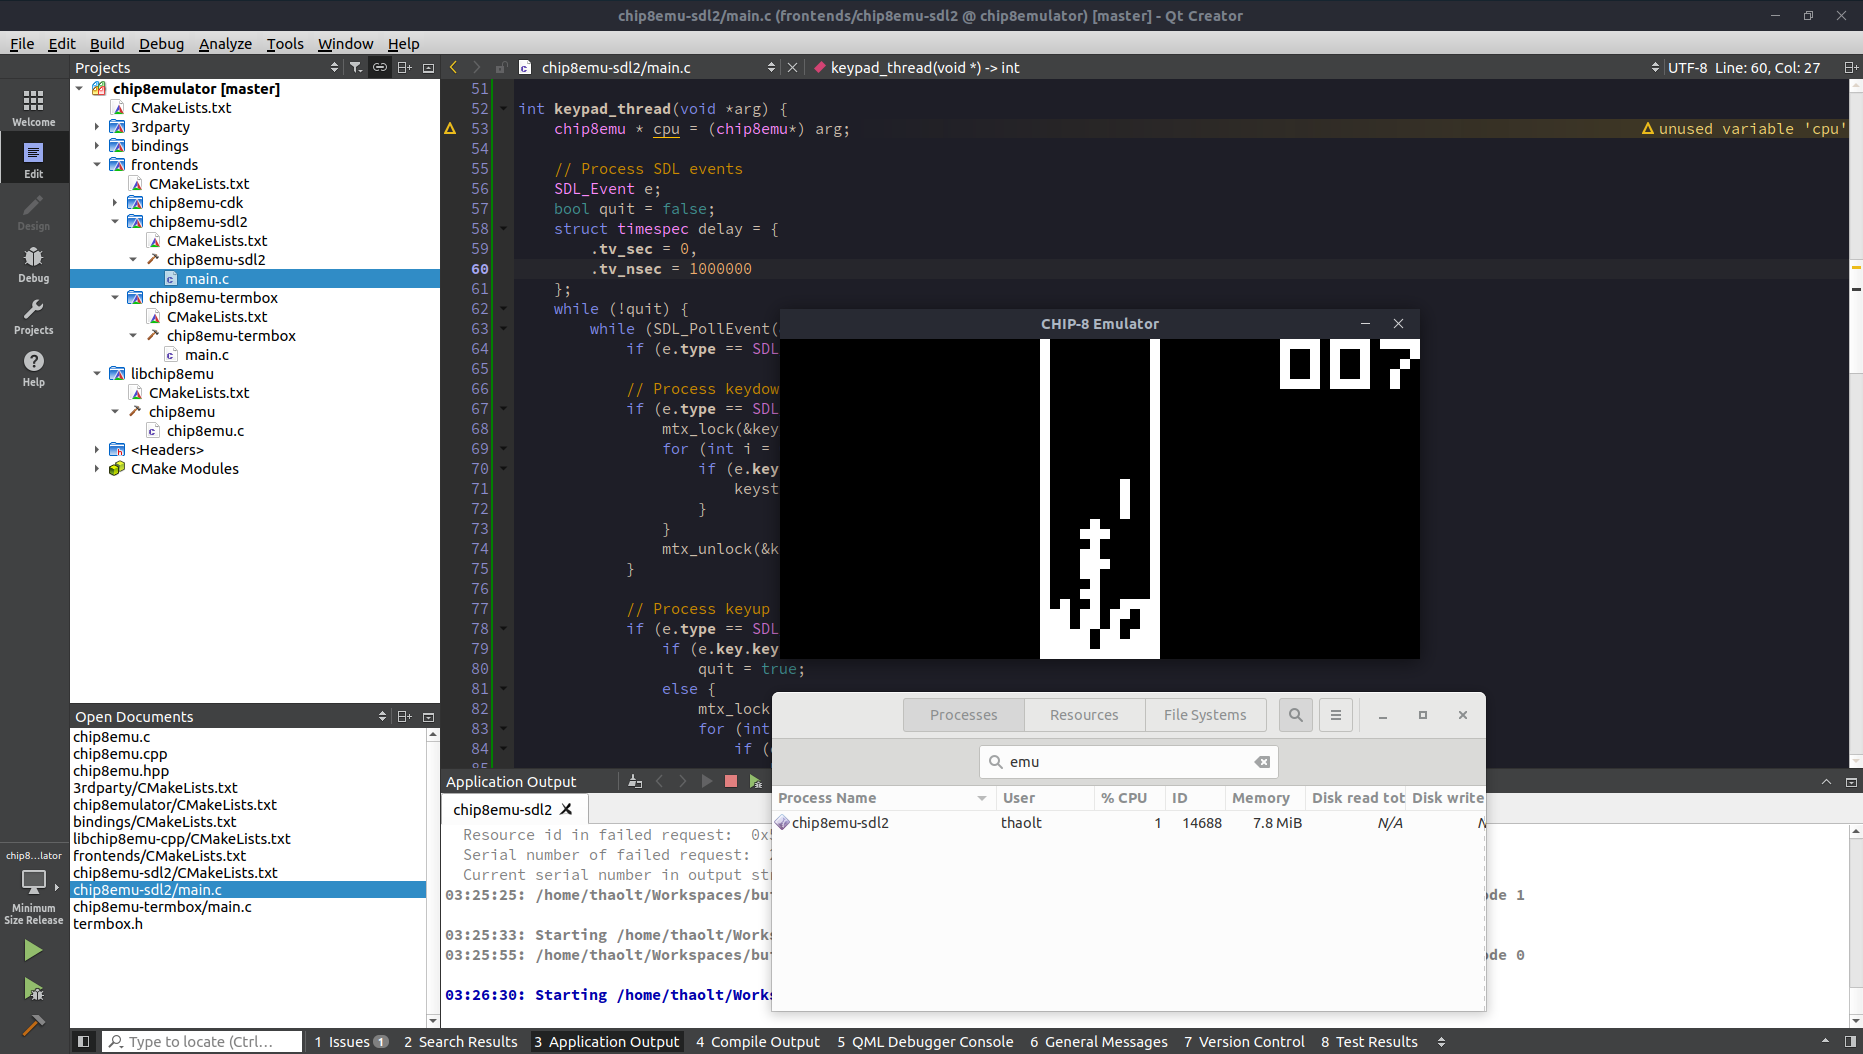 chip8emu-sdl2/main.c (frontends/chip8emu-sdl2 @ chip8emulator) [master] - Qt Creator
File Edit Build Debug Analyze Tools Window Help
Projects
chip8emu-sdl2/main.c
keypad_thread(void *) -> int
UTF-8 Line: 60, Col: 27
Welcome
Edit
Design
Debug
Projects
Help
chip8emulator [master]
CMakeLists.txt
3rdparty
bindings
frontends
CMakeLists.txt
chip8emu-cdk
chip8emu-sdl2
CMakeLists.txt
chip8emu-sdl2
main.c
chip8emu-termbox
CMakeLists.txt
chip8emu-termbox
main.c
libchip8emu
CMakeLists.txt
chip8emu
chip8emu.c
<Headers>
CMake Modules
51
52 int keypad_thread(void *arg) {
53 chip8emu * cpu = (chip8emu*) arg; unused variable 'cpu'
54
55 // Process SDL events
56 SDL_Event e;
57 bool quit = false;
58 struct timespec delay = {
59 .tv_sec = 0,
60 .tv_nsec = 1000000
61 };
62 while (!quit) {
63 while (SDL_PollEvent(
64 if (e.type == SDL
65
66 // Process keydow
67 if (e.type == SDL
68 mtx_lock(&key
69 for (int i =
70 if (e.key
71 keyst
72 }
73 }
74 mtx_unlock(&k
75 }
76
77 // Process keyup
78 if (e.type == SDL
79 if (e.key.key
80 quit = true;
81 else {
82 mtx_lock
83 for (int
84 if (
CHIP-8 Emulator
007
Open Documents
chip8emu.c
chip8emu.cpp
chip8emu.hpp
3rdparty/CMakeLists.txt
chip8emulator/CMakeLists.txt
bindings/CMakeLists.txt
libchip8emu-cpp/CMakeLists.txt
frontends/CMakeLists.txt
chip8emu-sdl2/CMakeLists.txt
chip8emu-sdl2/main.c
chip8emu-termbox/main.c
termbox.h
chip8...lator
Minimum
Size Release
Application Output
chip8emu-sdl2
Resource id in failed request: 0x
Serial number of failed request:
Current serial number in output st
03:25:25: /home/thaolt/Workspaces/bu ode 1
03:25:33: Starting /home/thaolt/Works
03:25:55: /home/thaolt/Workspaces/bu ode 0
03:26:30: Starting /home/thaolt/Works
Processes Resources File Systems
emu
Process Name User % CPU ID Memory Disk read tot Disk write
chip8emu-sdl2 thaolt 1 14688 7.8 MiB N/A N
Type to locate (Ctrl...
1 Issues 1 2 Search Results 3 Application Output 4 Compile Output 5 QML Debugger Console 6 General Messages 7 Version Control 8 Test Results